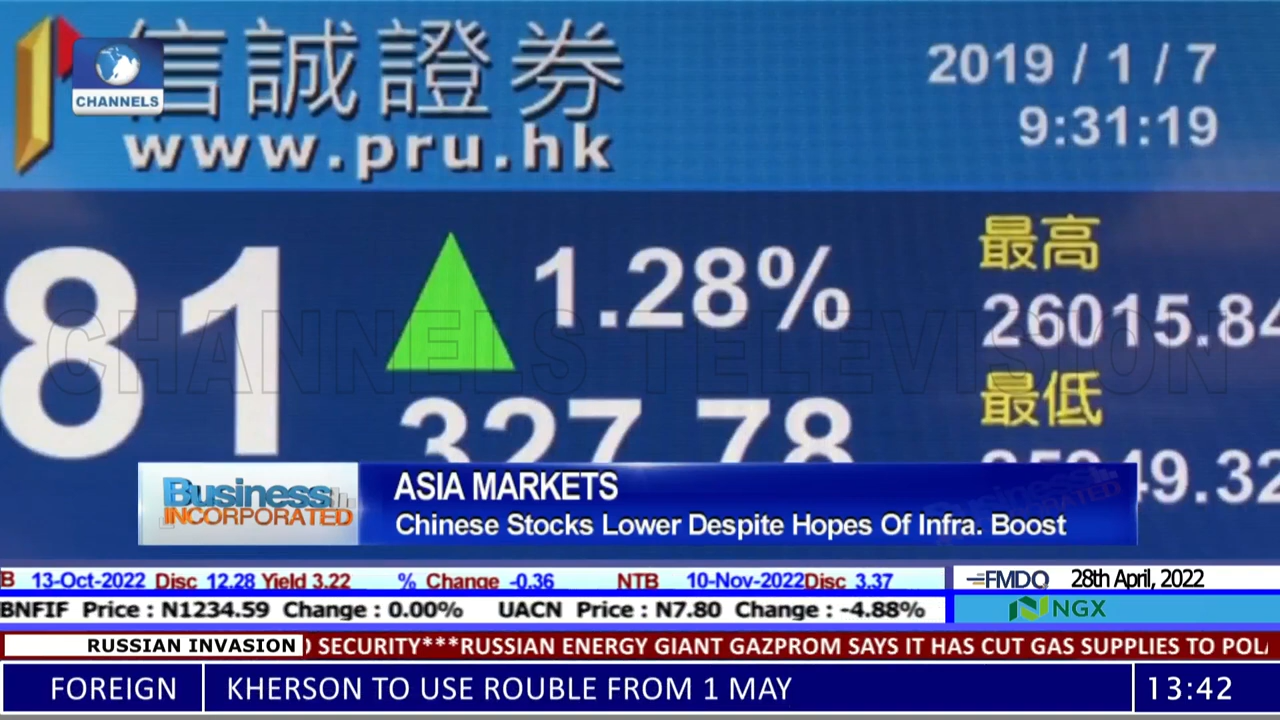 信誠證券
CHANNELS
www.pru.hk
2019 / 1 / 7
9:31:19
81
1.28%
327.78
最高
26015.84
最低
49.32
CHANNELS TELEVISION
Business
INCORPORATED
ASIA MARKETS
Chinese Stocks Lower Despite Hopes Of Infra. Boost
B 13-Oct-2022 Disc 12.28 Yield 3.22 % Change -0.36 NTB 10-Nov-2022 Disc 3.37
FMDQ 28th April, 2022
BNFIF Price : N1234.59 Change : 0.00% UACN Price : N7.80 Change : -4.88%
NGX
RUSSIAN INVASION
SECURITY***RUSSIAN ENERGY GIANT GAZPROM SAYS IT HAS CUT GAS SUPPLIES TO POLA
FOREIGN KHERSON TO USE ROUBLE FROM 1 MAY 13:42